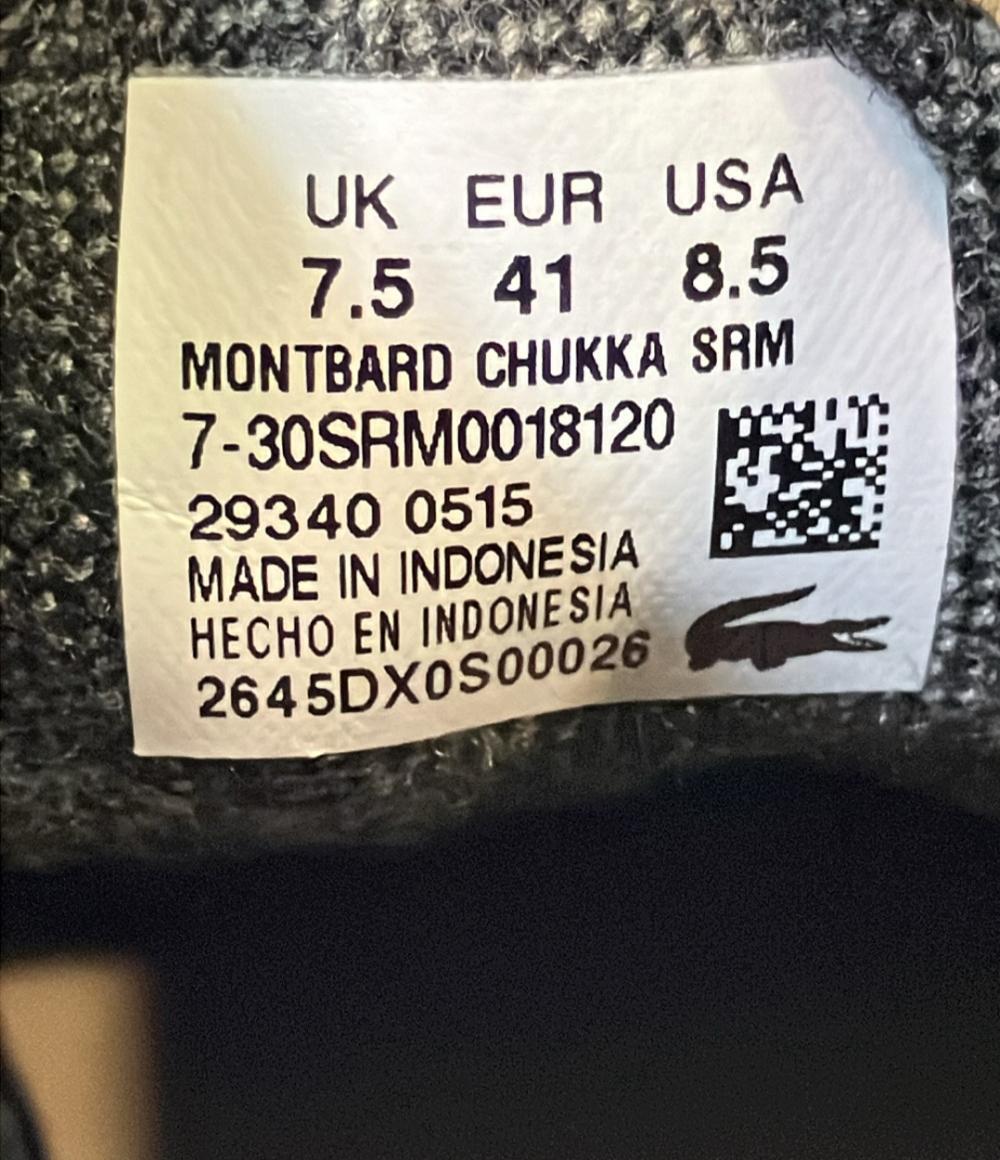 UK EUR USA
7.5 41 8.5
MONTBARD CHUKKA SRM
7-30SRM0018120
29340 0515
MADE IN INDONESIA
HECHO EN INDONESIA
2645DX0S00026